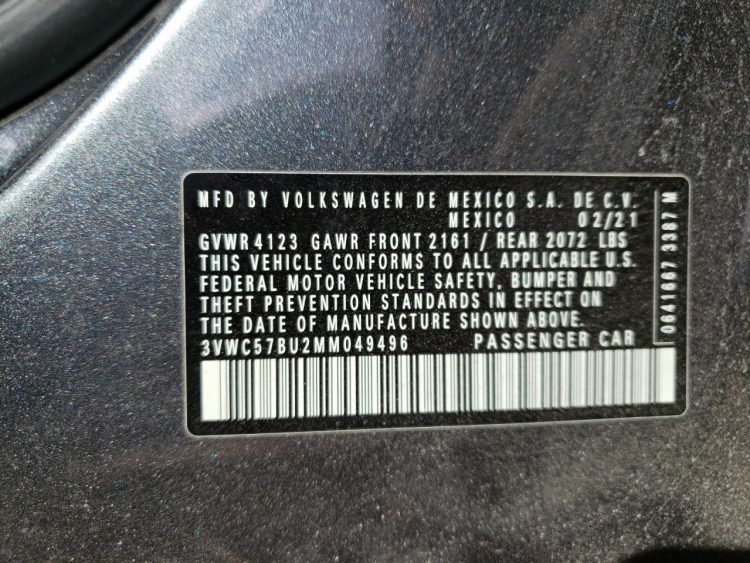 MFD BY VOLKSWAGEN DE MEXICO S.A. DE C.V.
MEXICO 02/21
GVWR 4123 GAWR FRONT 2161 / REAR 2072 LBS
THIS VEHICLE CONFORMS TO ALL APPLICABLE U.S.
FEDERAL MOTOR VEHICLE SAFETY, BUMPER AND
THEFT PREVENTION STANDARDS IN EFFECT ON
THE DATE OF MANUFACTURE SHOWN ABOVE.
3VWC57BU2MM049496 PASSENGER CAR
0641667 3387 M